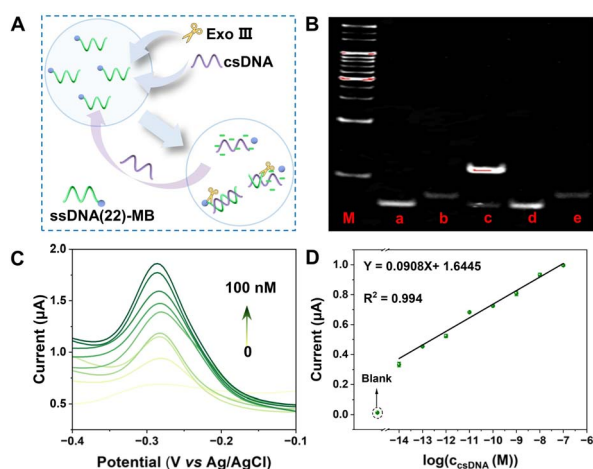 A
Exo Ⅲ
csDNA
ssDNA(22)-MB
B
M a b c d e
C
2.0
1.5
1.0
0.5
100 nM
0
−0.4 −0.3 −0.2 −0.1
Current (μA)
Potential (V vs Ag/AgCl)
D
1.0
0.8
0.6
0.4
0.2
0.0
Y = 0.0908X+ 1.6445
R² = 0.994
Blank
−14 −13 −12 −11 −10 −9 −8 −7 −6
Current (μA)
log(c csDNA (M))